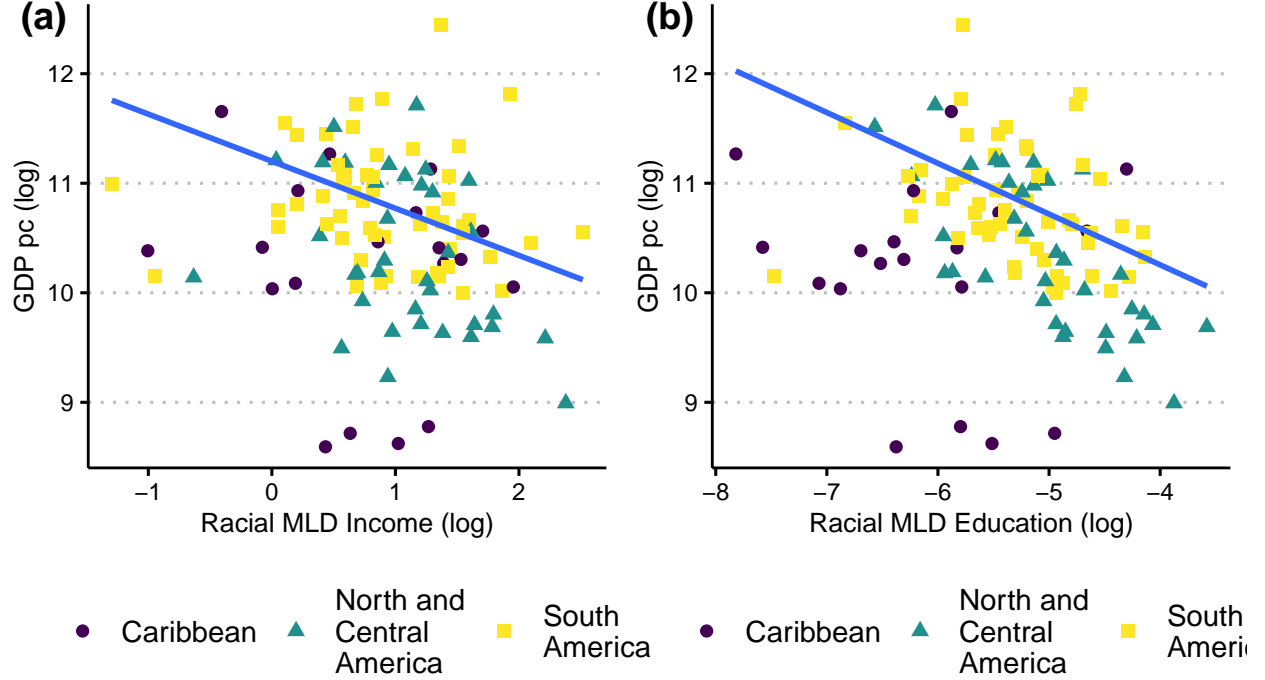 (a)
GDP pc (log)
12
11
10
9
−1 0 1 2
Racial MLD Income (log)
Caribbean
North and
Central
America
South
America
(b)
GDP pc (log)
12
11
10
9
−8 −7 −6 −5 −4
Racial MLD Education (log)
Caribbean
North and
Central
America
South